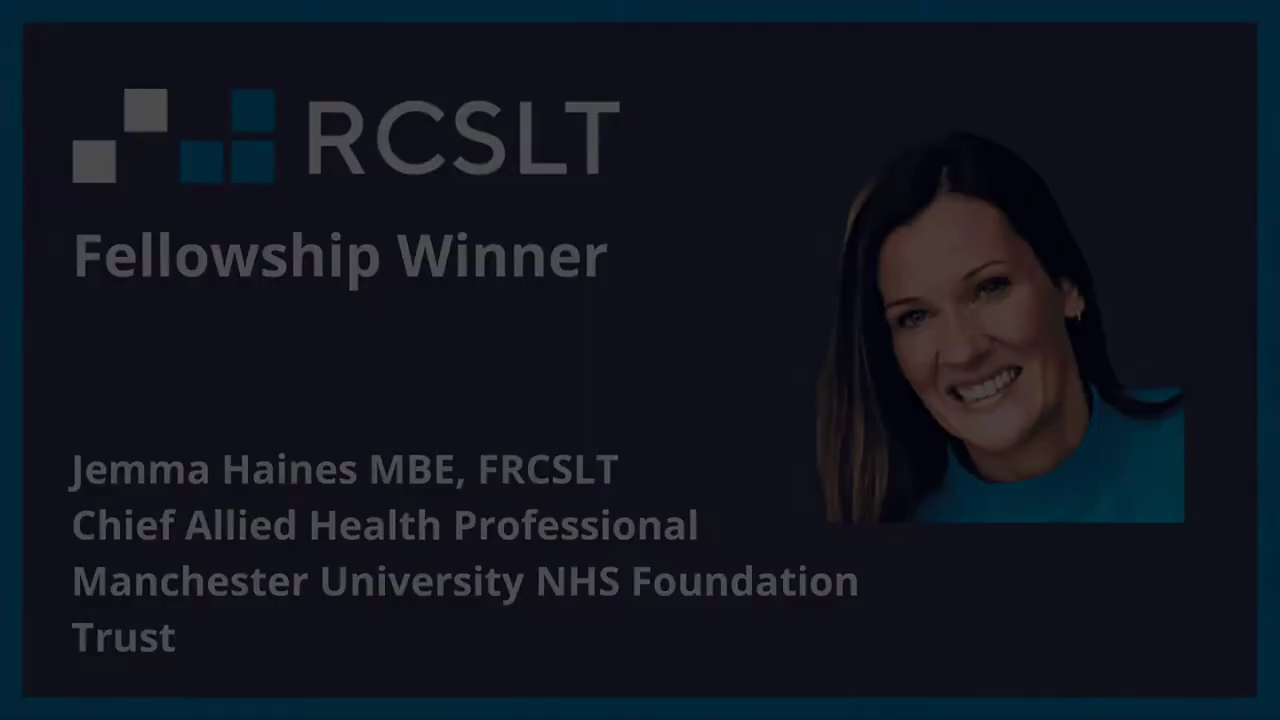 RCSLT
Fellowship Winner
Jemma Haines MBE, FRCSLT
Chief Allied Health Professional
Manchester University NHS Foundation
Trust